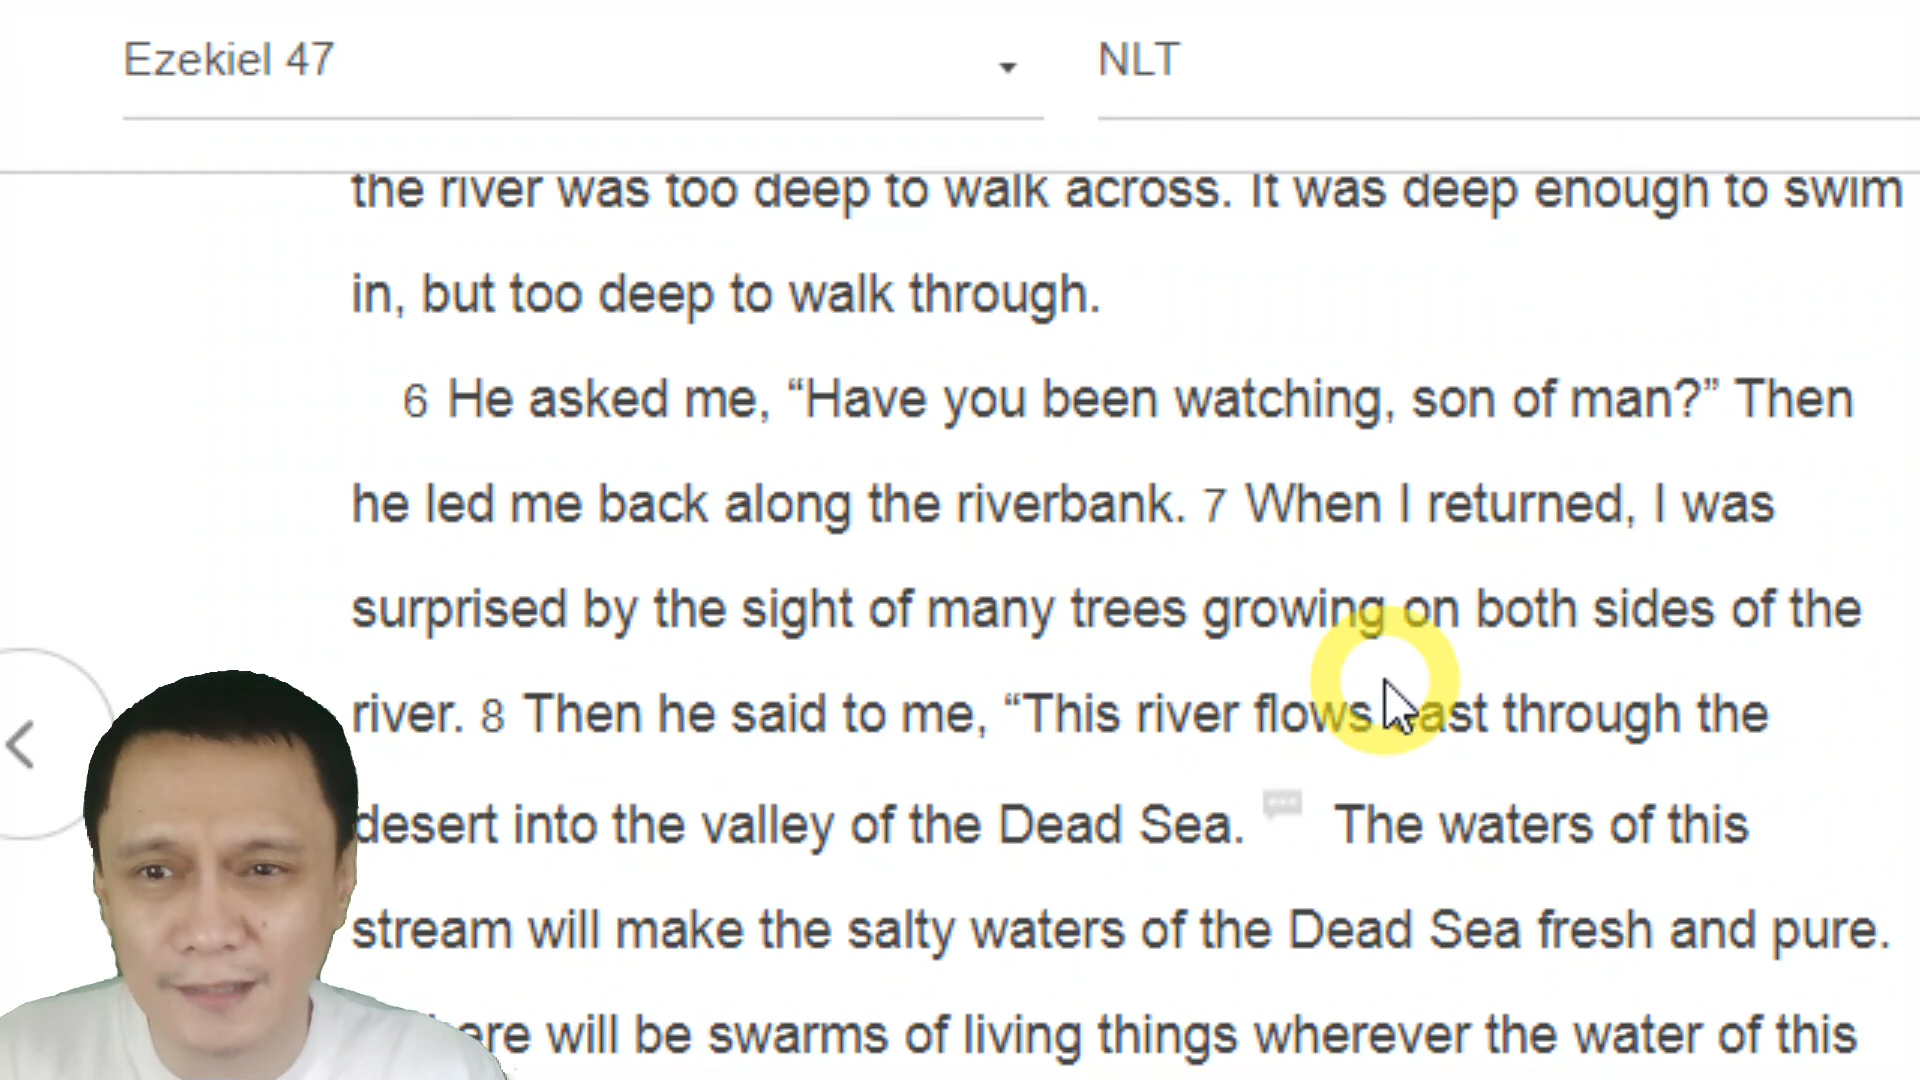 Ezekiel 47
NLT
the river was too deep to walk across. It was deep enough to swim
in, but too deep to walk through.
6 He asked me, “Have you been watching, son of man?” Then
he led me back along the riverbank. 7 When I returned, I was
surprised by the sight of many trees growing on both sides of the
river. 8 Then he said to me, “This river flows east through the
desert into the valley of the Dead Sea. The waters of this
stream will make the salty waters of the Dead Sea fresh and pure.
will be swarms of living things wherever the water of this